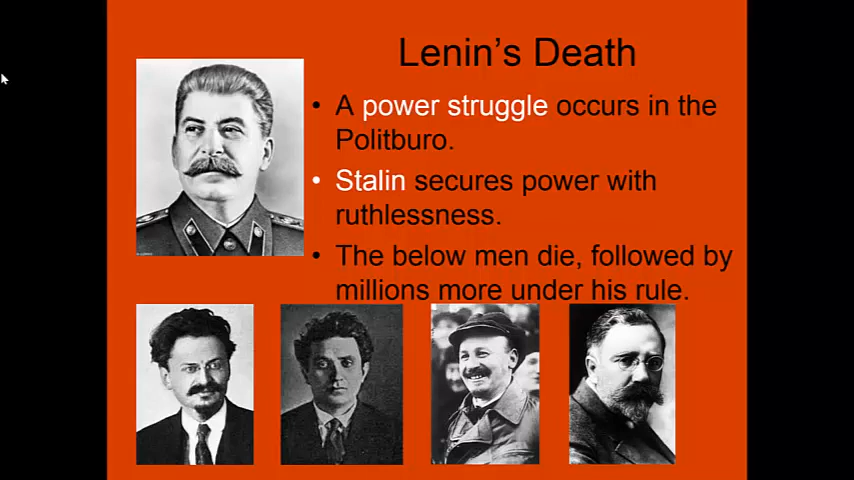 Lenin’s Death
• A power struggle occurs in the
Politburo.
• Stalin secures power with
ruthlessness.
• The below men die, followed by
millions more under his rule.